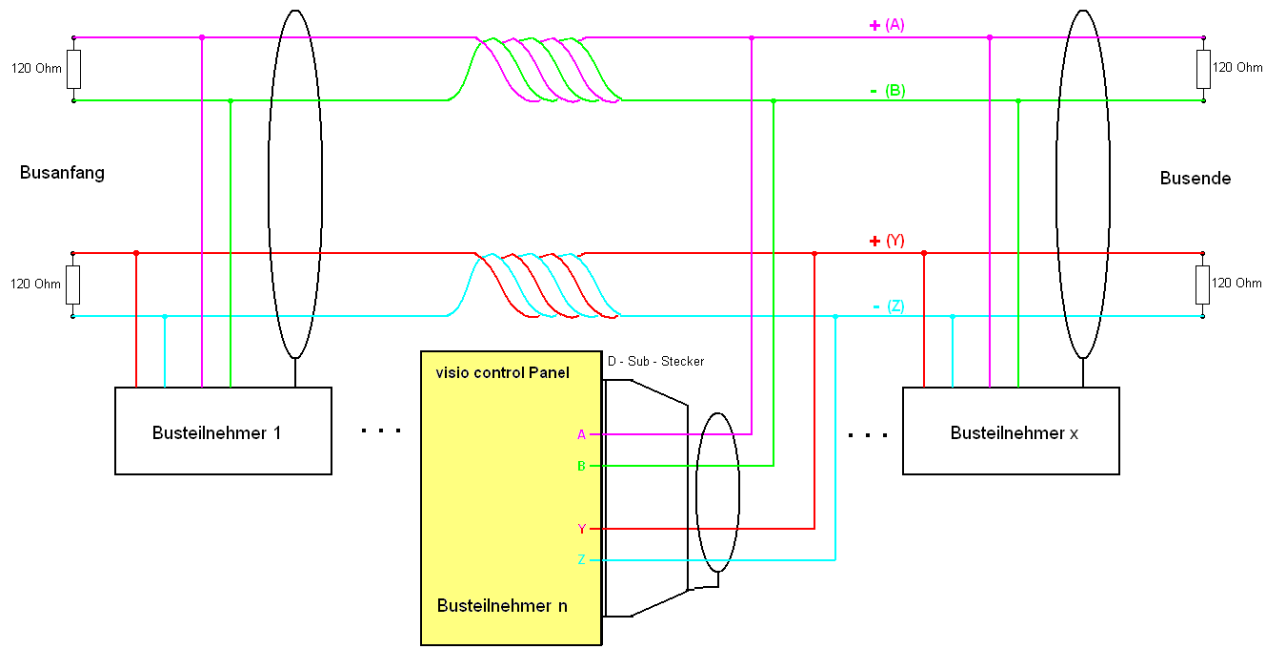 + (A)
120 Ohm
120 Ohm
- (B)
Busanfang
Busende
+ (Y)
120 Ohm
120 Ohm
- (Z)
D - Sub - Stecker
visio control Panel
Busteilnehmer 1
. . .
A
. . .
Busteilnehmer x
B
Y
Z
Busteilnehmer n